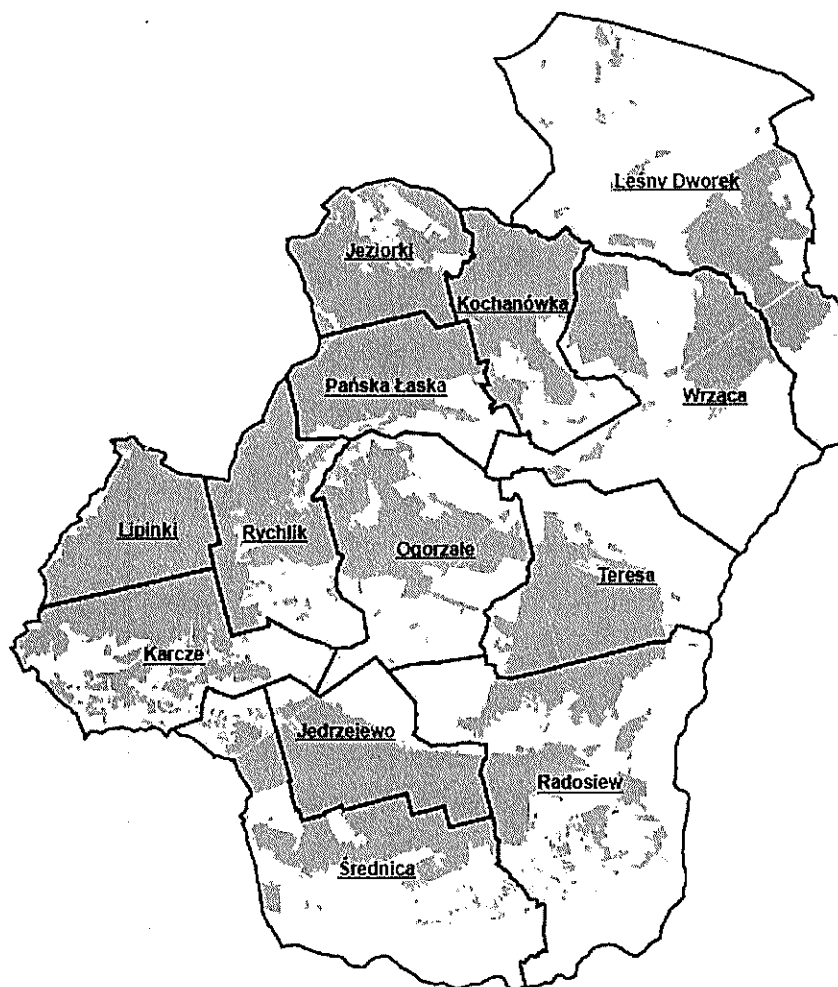 Leśny Dworek
Jeziorki
Kochanówka
Pańska Łaska
Wrząca
Lipinki
Rychlik
Ogorzałe
Teresa
Karcze
Jędrzejewo
Radosiew
Średnica